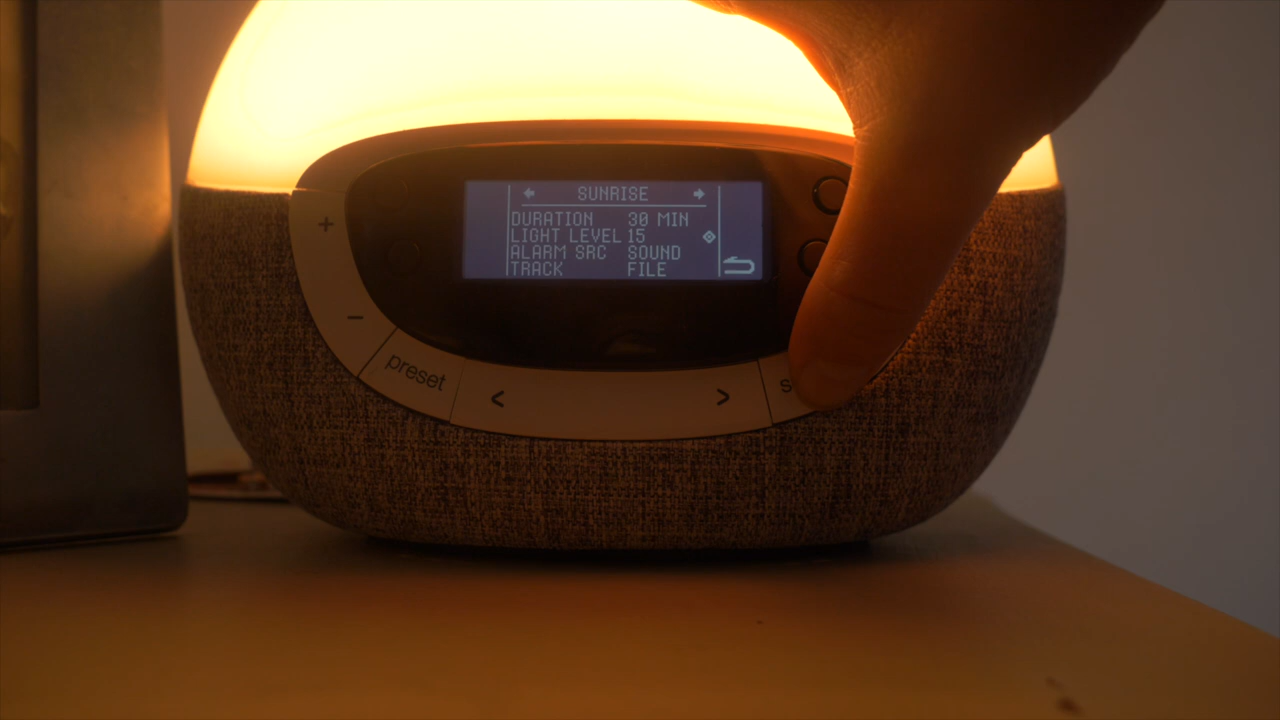 SUNRISE
DURATION 30 MIN
LIGHT LEVEL 15
ALARM SRC SOUND
TRACK FILE
+
−
preset
< >